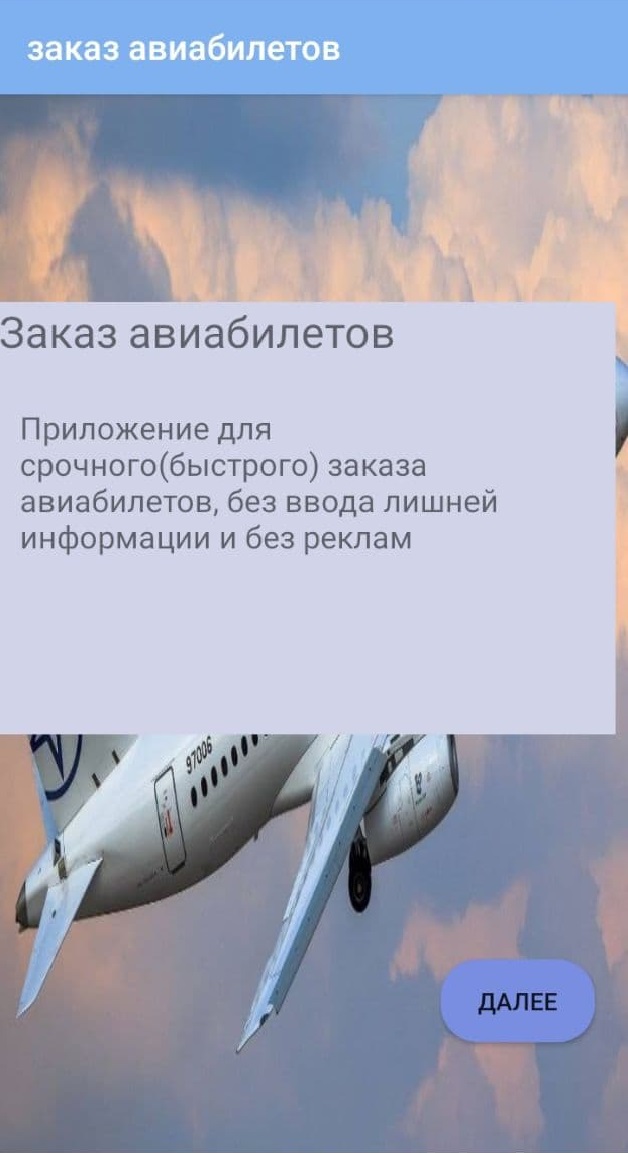 заказ авиабилетов
Заказ авиабилетов
Приложение для
срочного(быстрого) заказа
авиабилетов, без ввода лишней
информации и без реклам
97006
ДАЛЕЕ